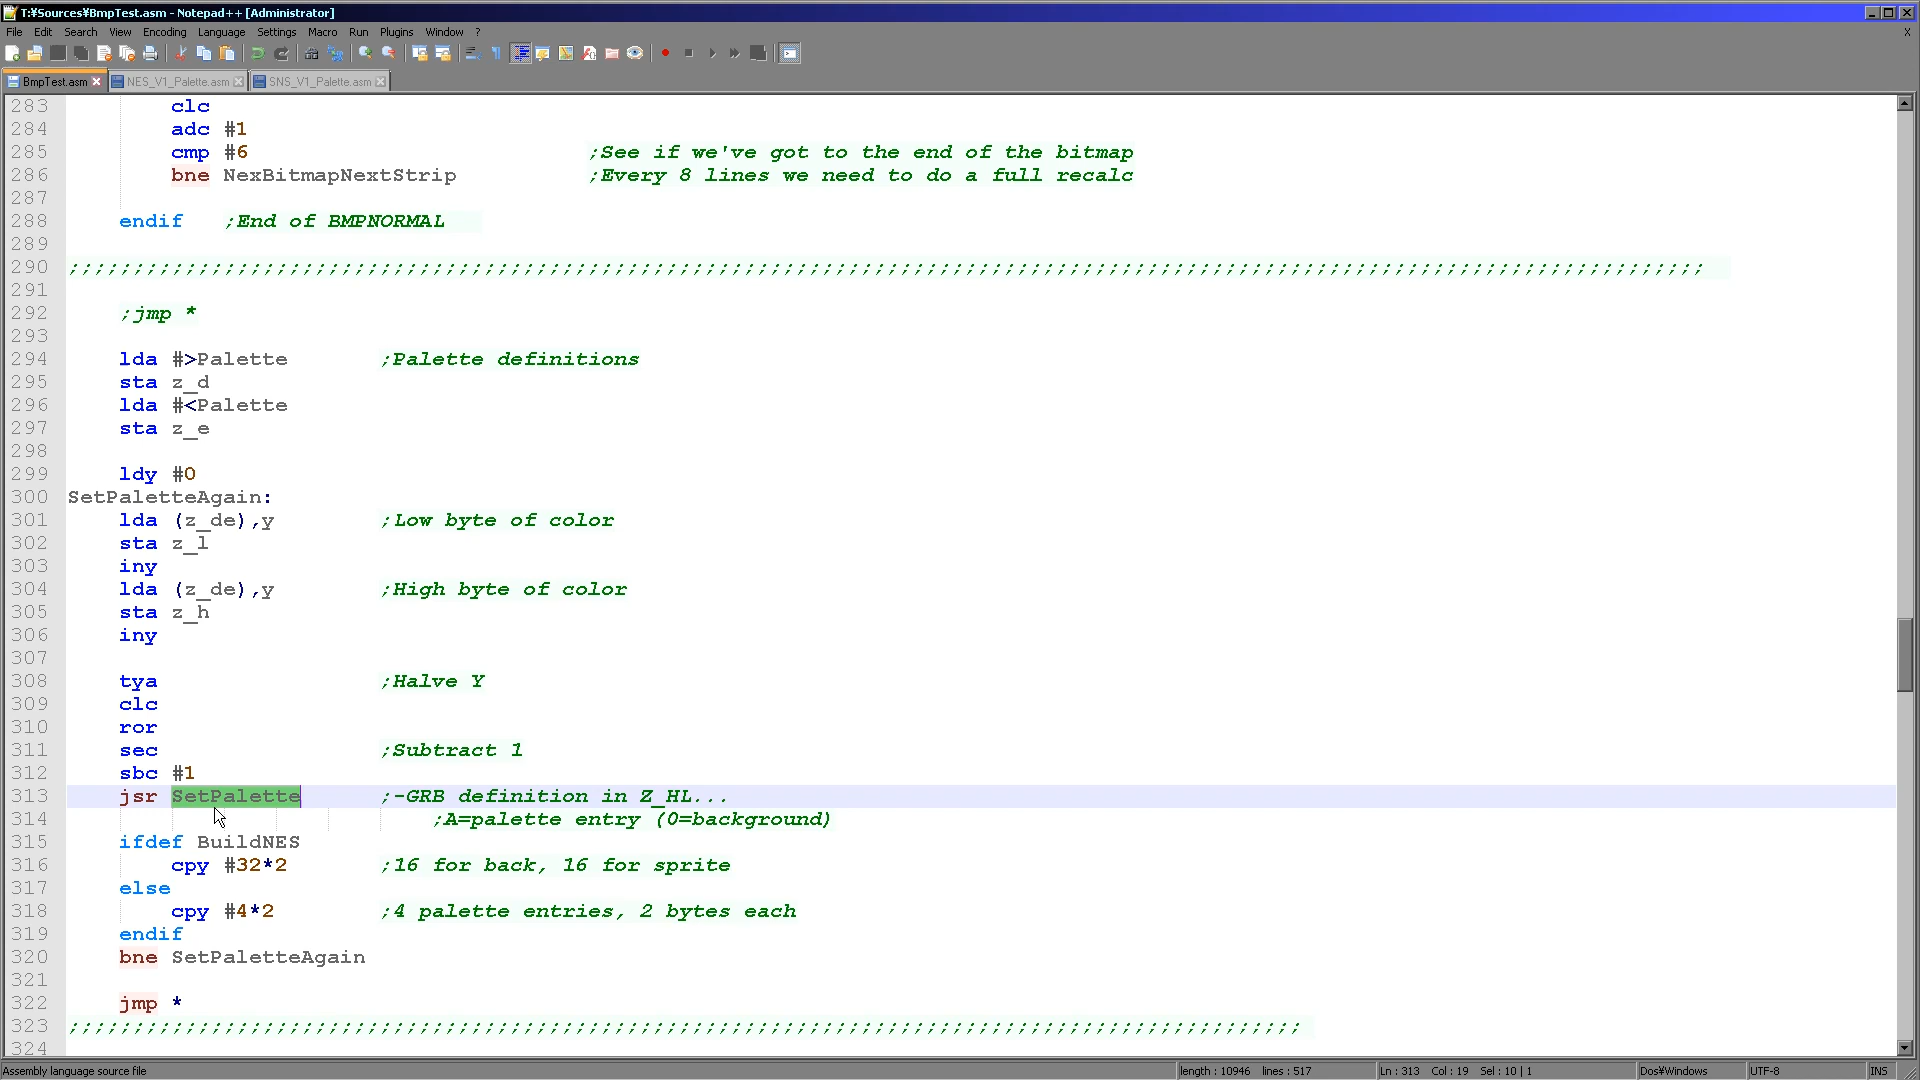 T:¥Sources¥BmpTest.asm - Notepad++ [Administrator]
File Edit Search View Encoding Language Settings Macro Run Plugins Window ? X
BmpTest.asm NES_V1_Palette.asm SNS_V1_Palette.asm
283 clc
284 adc #1
285 cmp #6 ;See if we've got to the end of the bitmap
286 bne NexBitmapNextStrip ;Every 8 lines we need to do a full recalc
287
288 endif ;End of BMPNORMAL
289
290 ;;;;;;;;;;;;;;;;;;;;;;;;;;;;;;;;;;;;;;;;;;;;;;;;;;;;;;;;;;;;;;;;;;;;;;;;;;;;;;;;;;;;;;;;;;;;;;;;;;;;;;;;;;;;;;;;;;;;;;;;;;;;;
291
292 ;jmp *
293
294 lda #>Palette ;Palette definitions
295 sta z_d
296 lda #<Palette
297 sta z_e
298
299 ldy #0
300 SetPaletteAgain:
301 lda (z_de),y ;Low byte of color
302 sta z_l
303 iny
304 lda (z_de),y ;High byte of color
305 sta z_h
306 iny
307
308 tya ;Halve Y
309 clc
310 ror
311 sec ;Subtract 1
312 sbc #1
313 jsr SetPalette ;-GRB definition in Z_HL...
314 ;A=palette entry (0=background)
315 ifdef BuildNES
316 cpy #32*2 ;16 for back, 16 for sprite
317 else
318 cpy #4*2 ;4 palette entries, 2 bytes each
319 endif
320 bne SetPaletteAgain
321
322 jmp *
323 ;;;;;;;;;;;;;;;;;;;;;;;;;;;;;;;;;;;;;;;;;;;;;;;;;;;;;;;;;;;;;;;;;;;;;;;;;;;;;;;;;;;;;;;;;;;;;;;
324
Assembly language source file length : 10946 lines : 517 Ln : 313 Col : 19 Sel : 10 | 1 Dos¥Windows UTF-8 INS